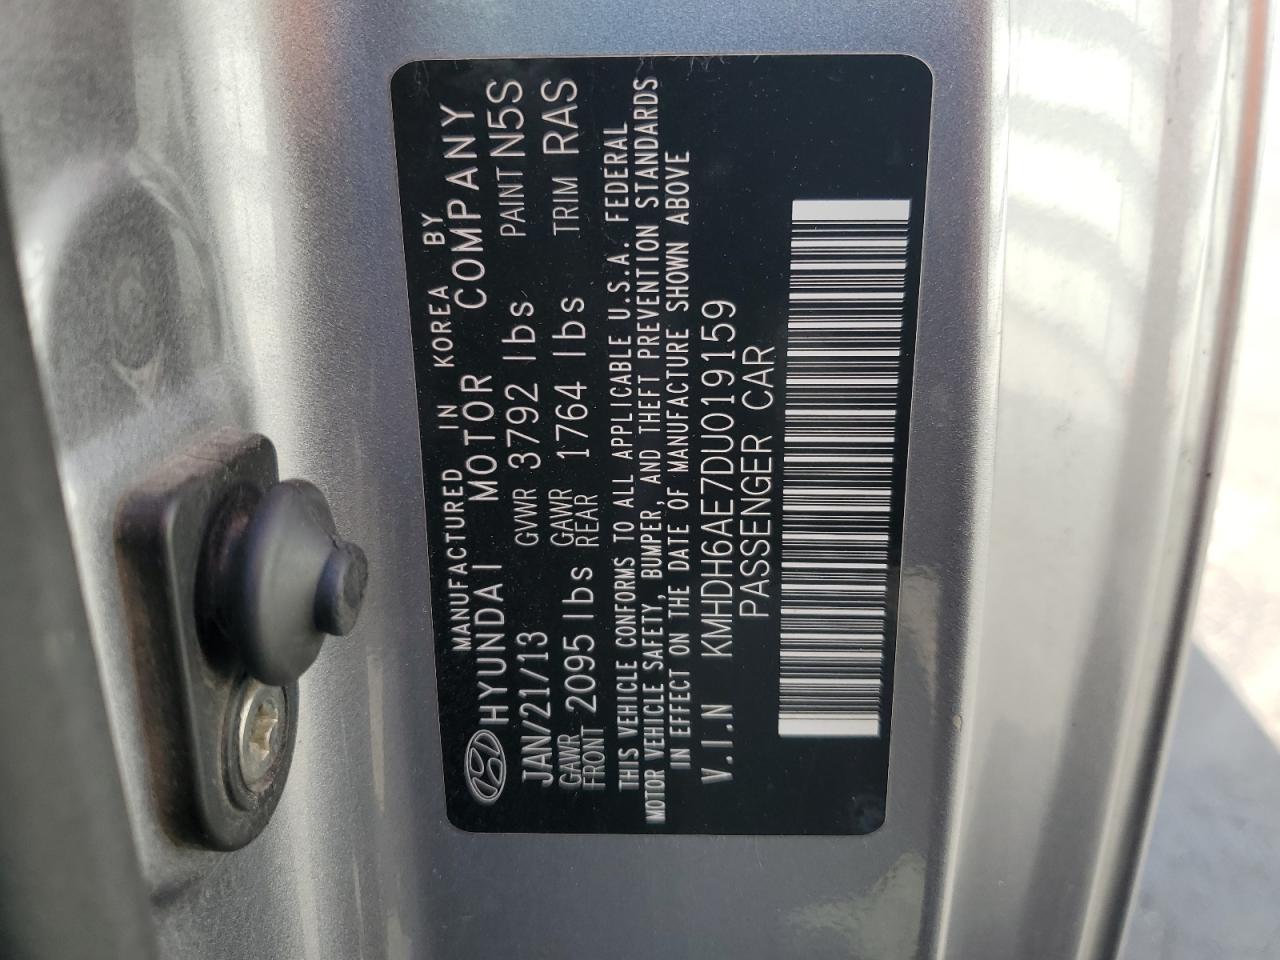 MANUFACTURED IN KOREA BY
HYUNDAI MOTOR COMPANY
JAN/21/13 GVWR 3792 lbs PAINT N5S
GAWR FRONT 2095 lbs GAWR REAR 1764 lbs TRIM RAS
THIS VEHICLE CONFORMS TO ALL APPLICABLE U.S.A. FEDERAL
MOTOR VEHICLE SAFETY, BUMPER, AND THEFT PREVENTION STANDARDS
IN EFFECT ON THE DATE OF MANUFACTURE SHOWN ABOVE
V.I.N KMHDH6AE7DU019159
PASSENGER CAR